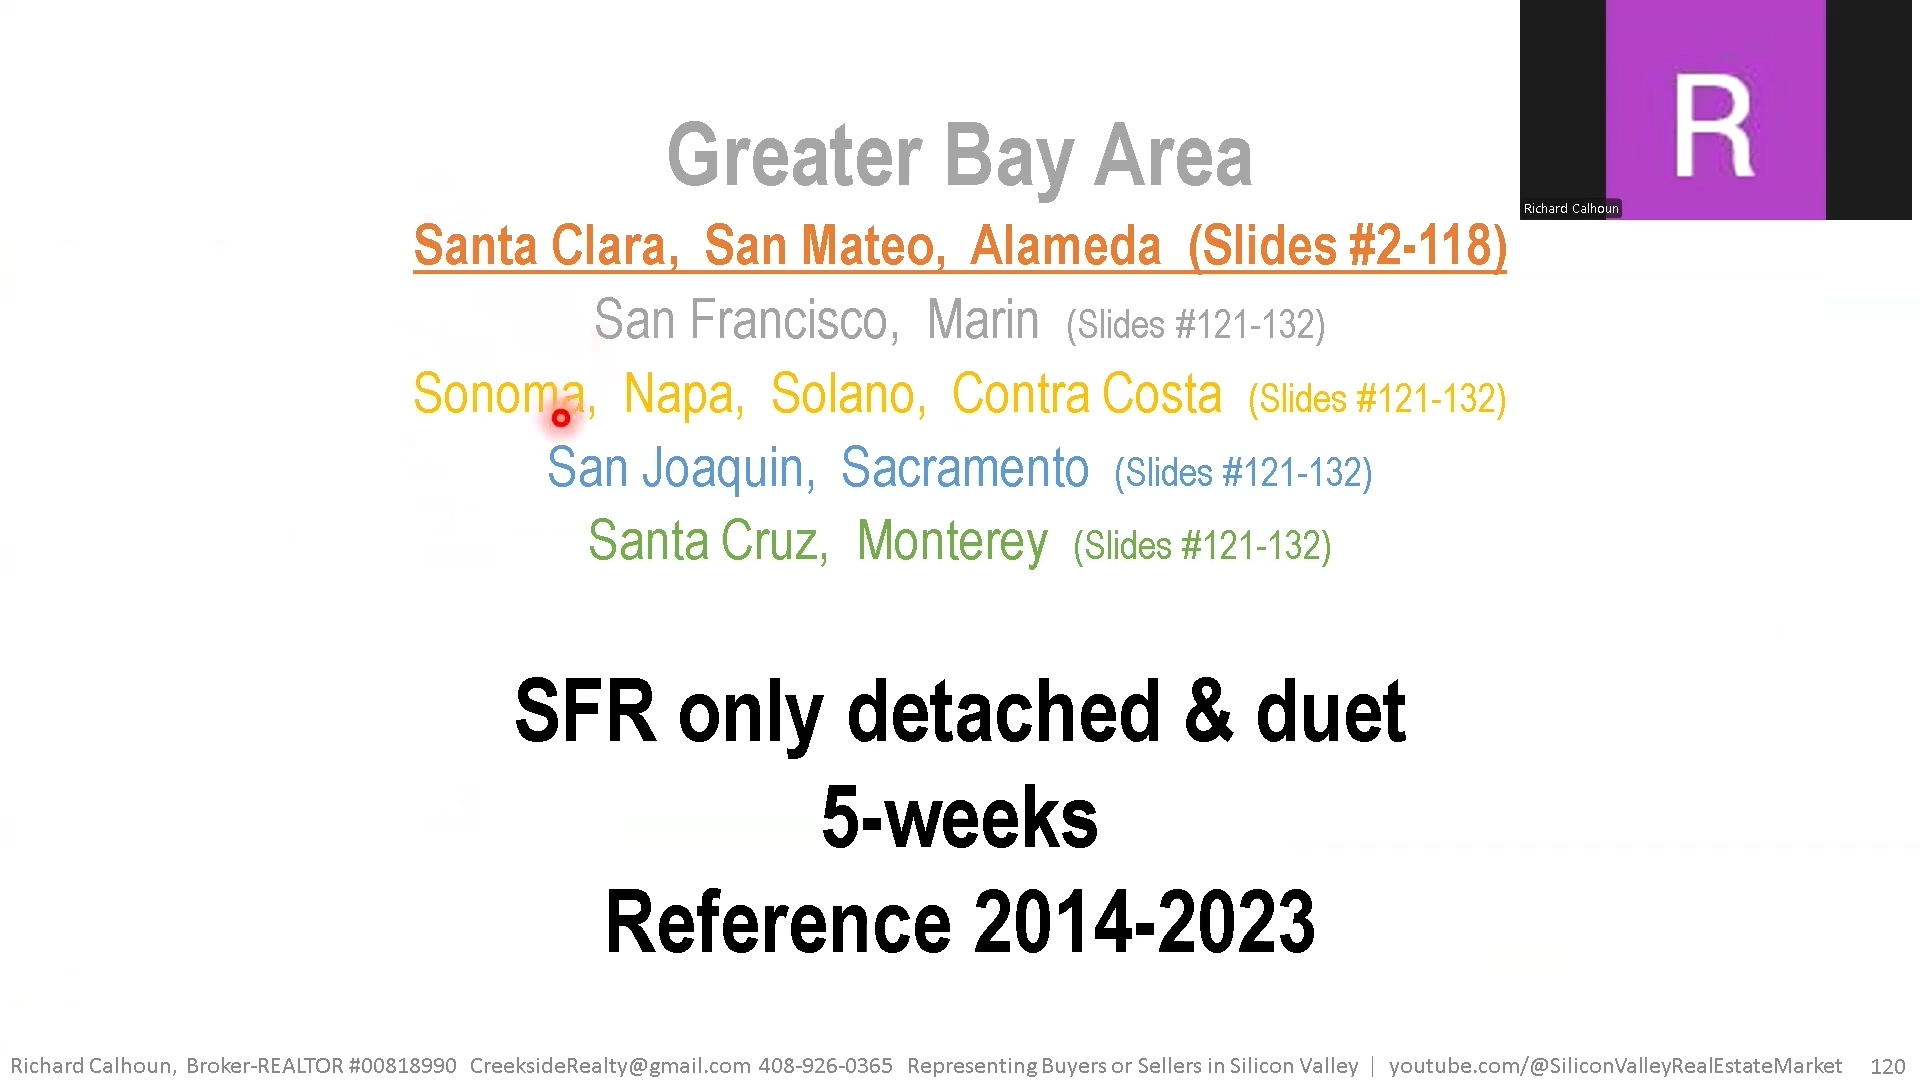 R
Richard Calhoun
Greater Bay Area
Santa Clara, San Mateo, Alameda (Slides #2-118)
San Francisco, Marin (Slides #121-132)
Sonoma, Napa, Solano, Contra Costa (Slides #121-132)
San Joaquin, Sacramento (Slides #121-132)
Santa Cruz, Monterey (Slides #121-132)
SFR only detached & duet
5-weeks
Reference 2014-2023
Richard Calhoun, Broker-REALTOR #00818990 CreeksideRealty@gmail.com 408-926-0365 Representing Buyers or Sellers in Silicon Valley | youtube.com/@SiliconValleyRealEstateMarket 120